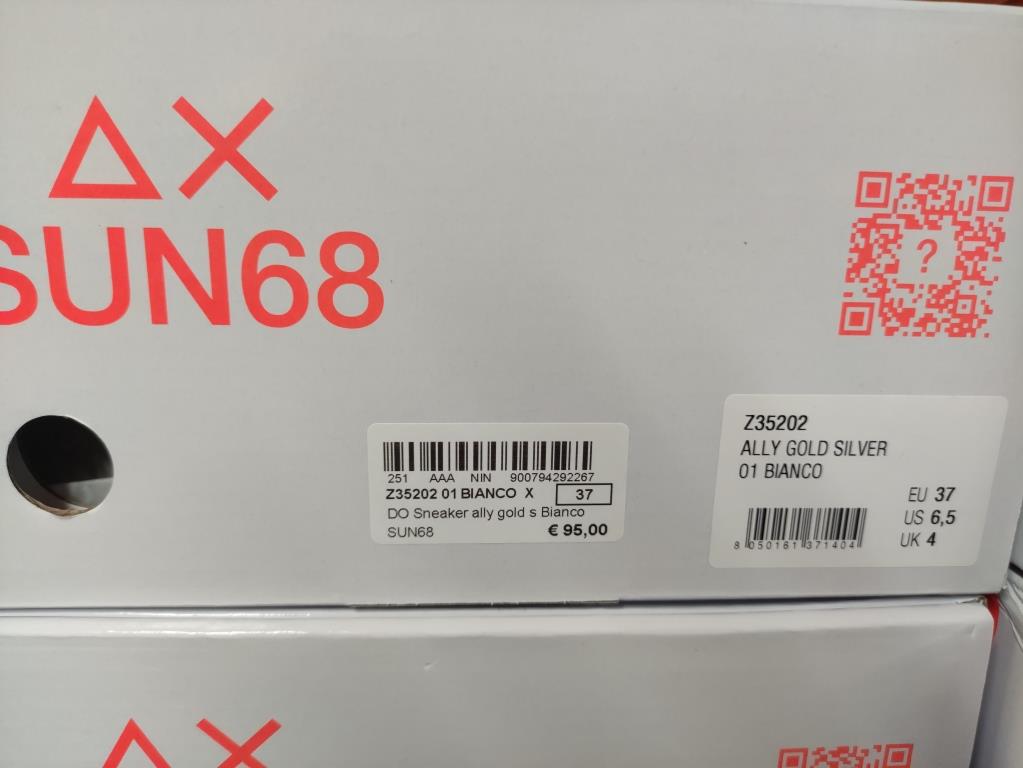 SUN68
?
251 AAA NIN 900794292267
Z35202 01 BIANCO X 37
DO Sneaker ally gold s Bianco
SUN68 € 95,00
Z35202
ALLY GOLD SILVER
01 BIANCO
EU 37
US 6,5
UK 4
8 050161 371404